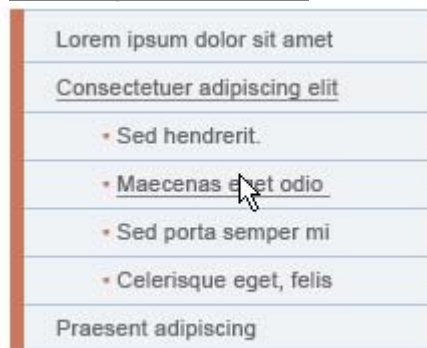 Lorem ipsum dolor sit amet
Consectetuer adipiscing elit
• Sed hendrerit.
• Maecenas eget odio
• Sed porta semper mi
• Celerisque eget, felis
Praesent adipiscing